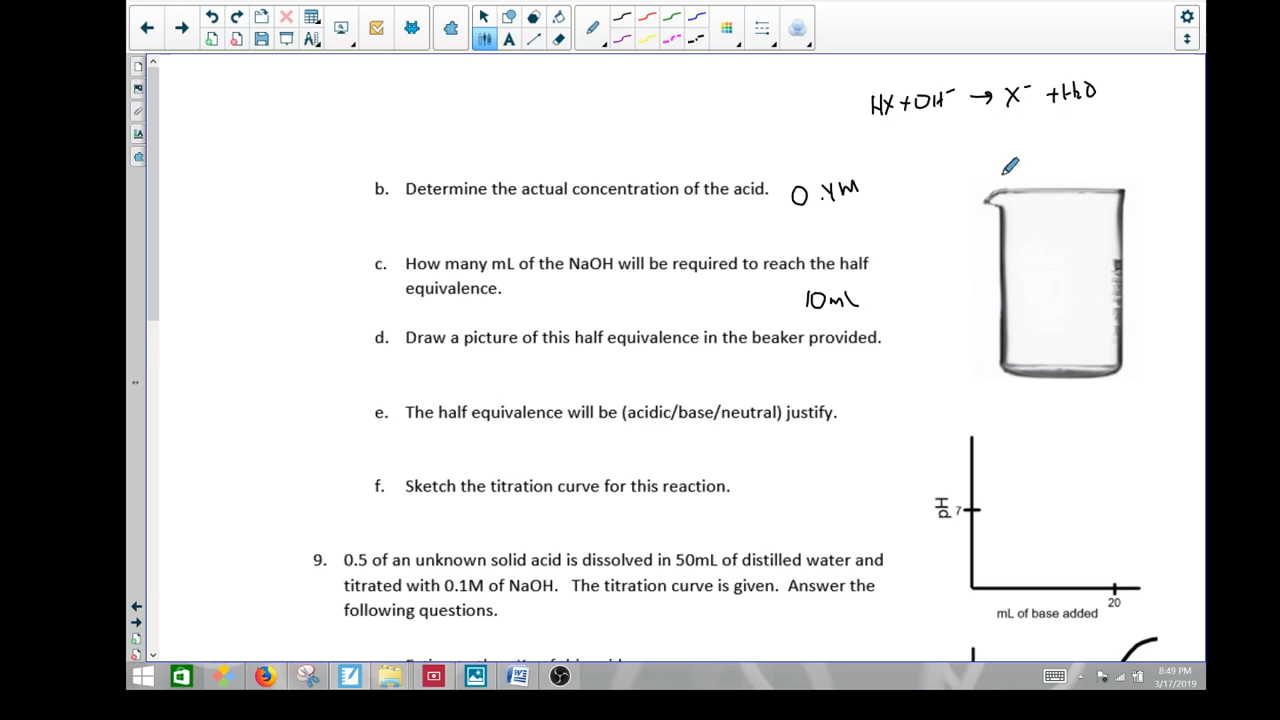 HX + OH⁻ → X⁻ + H₂O
b. Determine the actual concentration of the acid. 0.4M
c. How many mL of the NaOH will be required to reach the half
equivalence.
10mL
d. Draw a picture of this half equivalence in the beaker provided.
e. The half equivalence will be (acidic/base/neutral) justify.
pH 7
f. Sketch the titration curve for this reaction.
9. 0.5 of an unknown solid acid is dissolved in 50mL of distilled water and
titrated with 0.1M of NaOH. The titration curve is given. Answer the
following questions.
20
mL of base added
8:49 PM
3/17/2019